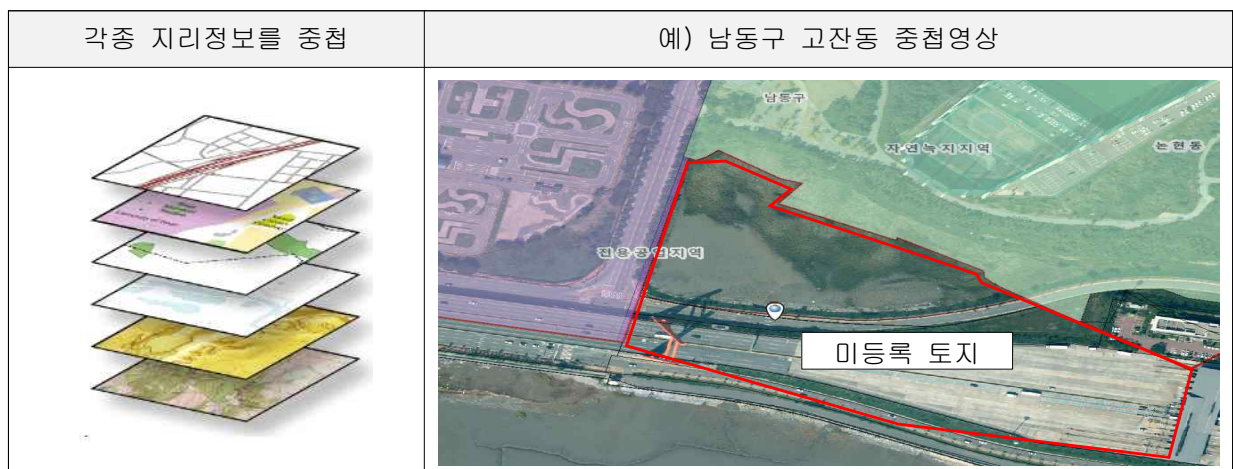 각종 지리정보를 중첩
예) 남동구 고잔동 중첩영상
남동구
자연녹지지역
논현동
전용공업지역
미등록 토지